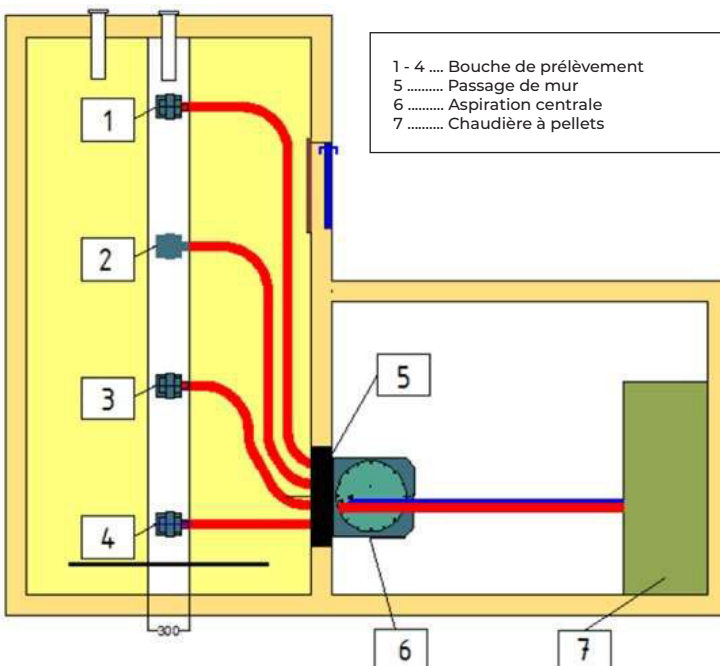 1 - 4 .... Bouche de prélèvement
5 .......... Passage de mur
6 .......... Aspiration centrale
7 .......... Chaudière à pellets
1
2
3
5
4
300
6
7